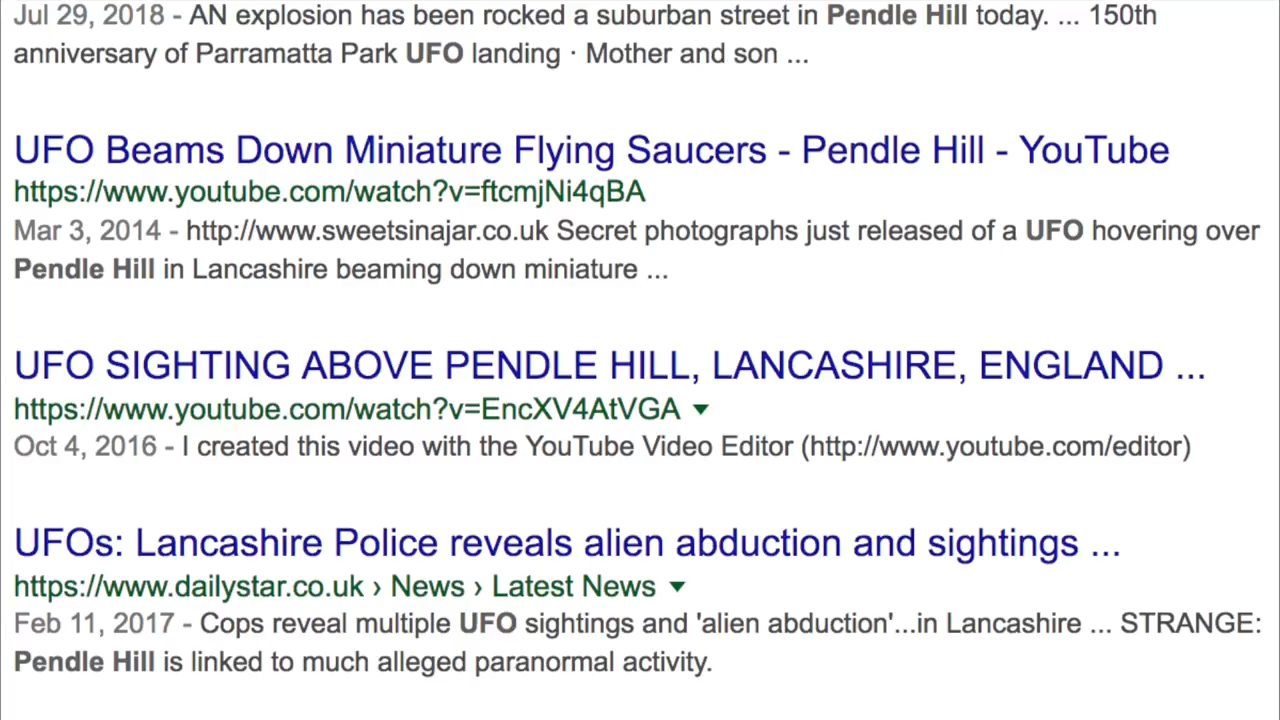 Jul 29, 2018 - AN explosion has been rocked a suburban street in Pendle Hill today. ... 150th
anniversary of Parramatta Park UFO landing · Mother and son ...
UFO Beams Down Miniature Flying Saucers - Pendle Hill - YouTube
https://www.youtube.com/watch?v=ftcmjNi4qBA
Mar 3, 2014 - http://www.sweetsinajar.co.uk Secret photographs just released of a UFO hovering over
Pendle Hill in Lancashire beaming down miniature ...
UFO SIGHTING ABOVE PENDLE HILL, LANCASHIRE, ENGLAND ...
https://www.youtube.com/watch?v=EncXV4AtVGA
Oct 4, 2016 - I created this video with the YouTube Video Editor (http://www.youtube.com/editor)
UFOs: Lancashire Police reveals alien abduction and sightings ...
https://www.dailystar.co.uk › News › Latest News
Feb 11, 2017 - Cops reveal multiple UFO sightings and 'alien abduction'...in Lancashire ... STRANGE:
Pendle Hill is linked to much alleged paranormal activity.